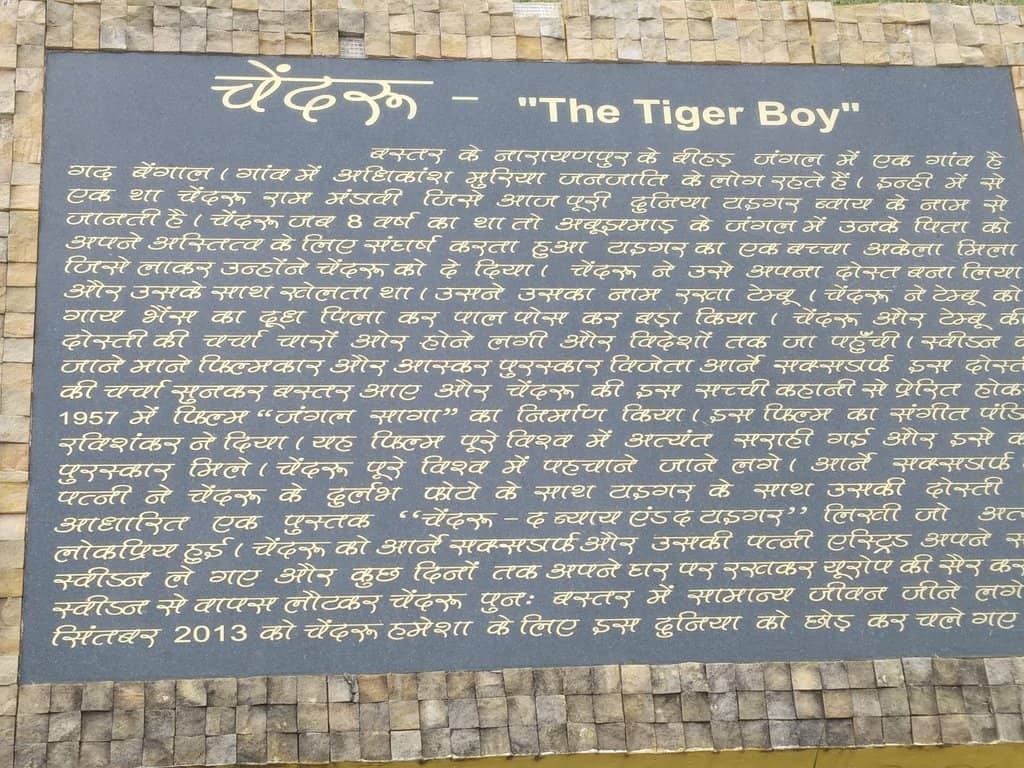 चेंदरू - "The Tiger Boy"
बस्तर के नारायणपुर के बीहड़ जंगल में एक गांव है
गढ़ बेंगाल । गांव में अधिकांश मुरिया जनजाति के लोग रहते हैं । इन्ही में से
एक था चेंदरू राम मंडावी जिसे आज पूरी दुनिया टाइगर ब्वाय के नाम से
जानती है । चेंदरू जब 8 वर्ष का था तो अबूझमाड़ के जंगल में उनके पिता को
अपने अस्तित्व के लिए संघर्ष करता हुआ टाइगर का एक बच्चा अकेला मिला
जिसे लाकर उन्होंने चेंदरू को दे दिया । चेंदरू ने उसे अपना दोस्त बना लिया
और उसके साथ खेलता था । उसने उसका नाम रखा टेम्बू । चेंदरू ने टेम्बू को
गाय भैंस का दूध पिला कर पाल पोस कर बड़ा किया । चेंदरू और टेम्बू की
दोस्ती की चर्चा चारों ओर होने लगी और विदेशों तक जा पहुँची । स्वीडन
जाने माने फिल्मकार और आस्कर पुरस्कार विजेता आर्ने सक्सडार्फ इस
की चर्चा सुनकर बस्तर आए और चेंदरू की इस सच्ची कहानी से प्रेरित
1957 में फिल्म “जंगल सागा” का निर्माण किया । इस फिल्म का संगीत
रविशंकर ने दिया । यह फिल्म पूरे विश्व में अत्यंत सराही गई और इसे
पुरस्कार मिले । चेंदरू पूरे विश्व में पहचाने जाने लगे । आर्ने सक्सडार्फ
पत्नी ने चेंदरू के दुर्लभ फोटो के साथ टाइगर के साथ उसकी दोस्ती
आधारित एक पुस्तक “चेंदरू – द ब्वाय एंड द टाइगर” लिखी जो
लोकप्रिय हुई । चेंदरू को आर्ने सक्सडार्फ और उसकी पत्नी एस्ट्रिड अपने
स्वीडन ले गए और कुछ दिनों तक अपने घर पर रखकर यूरोप की सैर
स्वीडन से वापस लौटकर चेंदरू पुनः बस्तर में सामान्य जीवन जीने लगे
सितंबर 2013 को चेंदरू हमेशा के लिए इस दुनिया को छोड़ कर चले गए